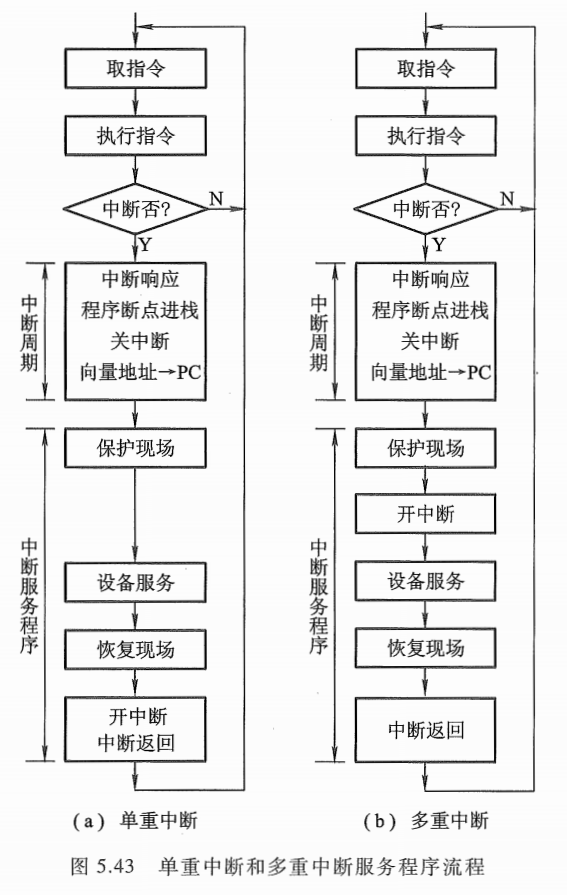 取指令
执行指令
中断否?
N
Y
中断周期
中断响应
程序断点进栈
关中断
向量地址→PC
中断服务程序
保护现场
设备服务
恢复现场
开中断
中断返回
(a) 单重中断
取指令
执行指令
中断否?
N
Y
中断周期
中断响应
程序断点进栈
关中断
向量地址→PC
中断服务程序
保护现场
开中断
设备服务
恢复现场
中断返回
(b) 多重中断
图 5.43 单重中断和多重中断服务程序流程